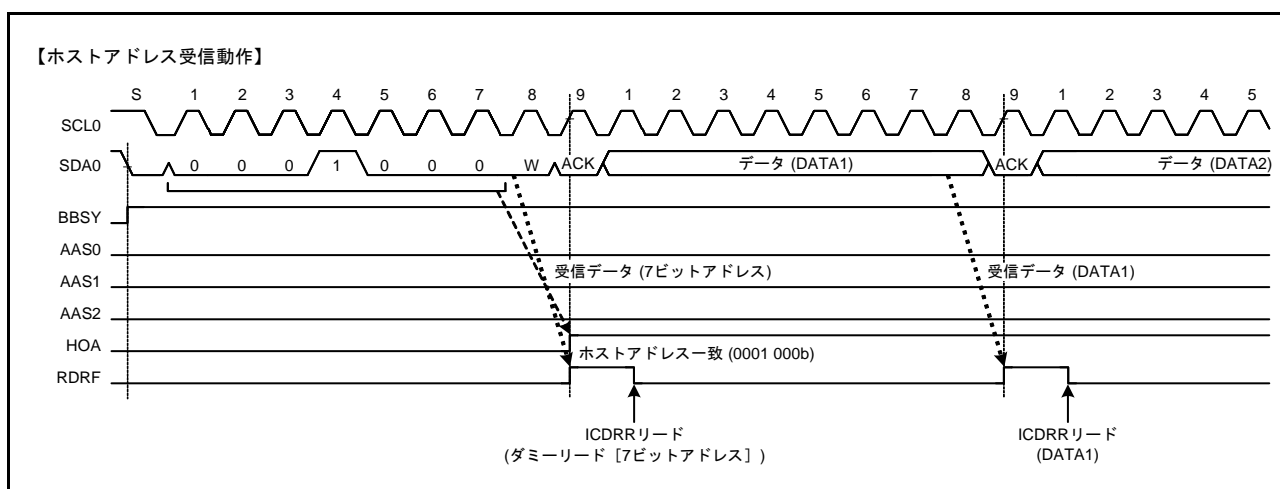 【ホストアドレス受信動作】
S 1 2 3 4 5 6 7 8 9 1 2 3 4 5 6 7 8 9 1 2 3 4 5
SCL0
SDA0 0 0 0 1 0 0 0 W ACK データ (DATA1) ACK データ (DATA2)
BBSY
AAS0
AAS1 受信データ (7ビットアドレス) 受信データ (DATA1)
AAS2
HOA ホストアドレス一致 (0001 000b)
RDRF
ICDRRリード ICDRRリード
(ダミーリード [7ビットアドレス] ) (DATA1)